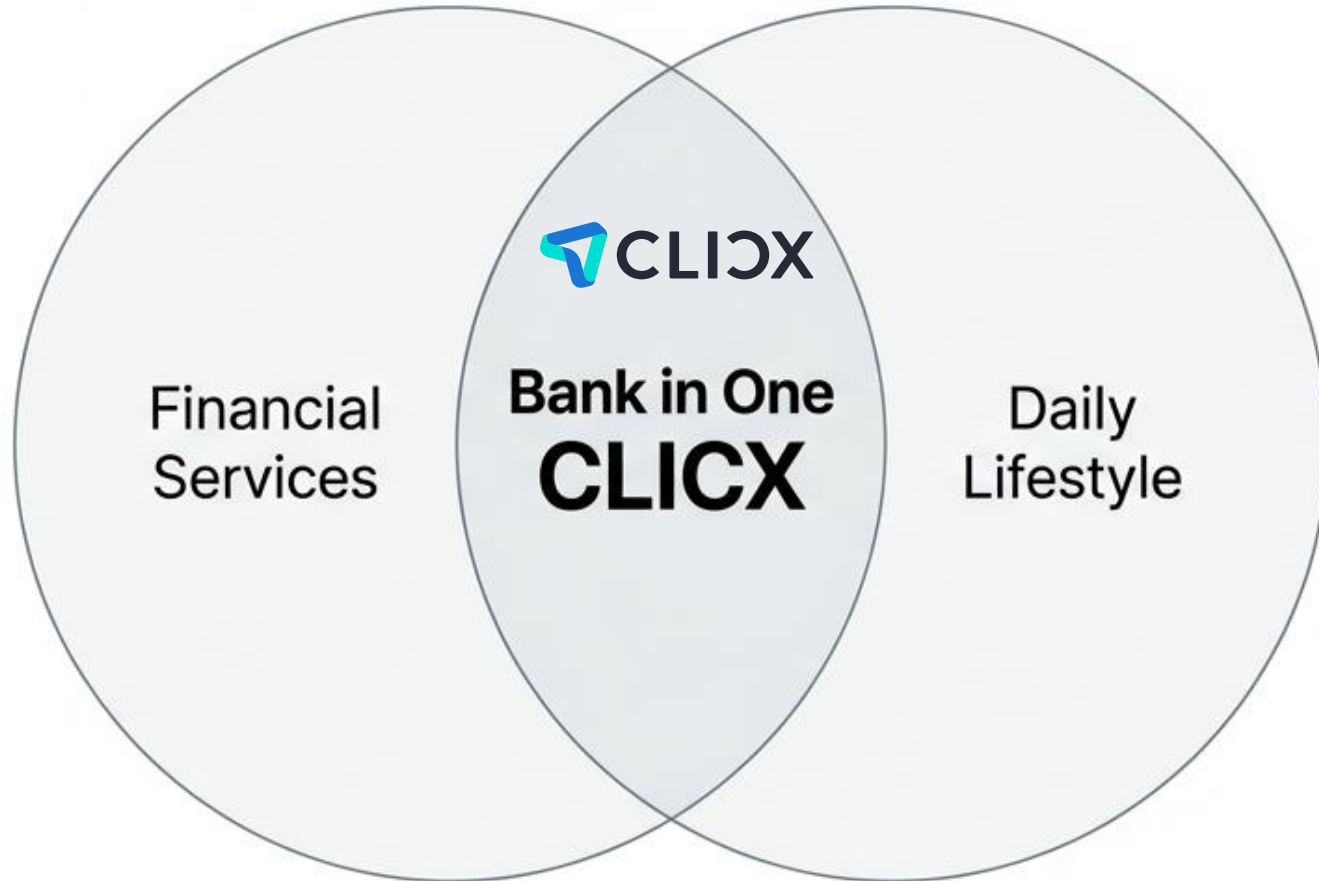 CLICX
Financial
Services
Bank in One
CLICX
Daily
Lifestyle